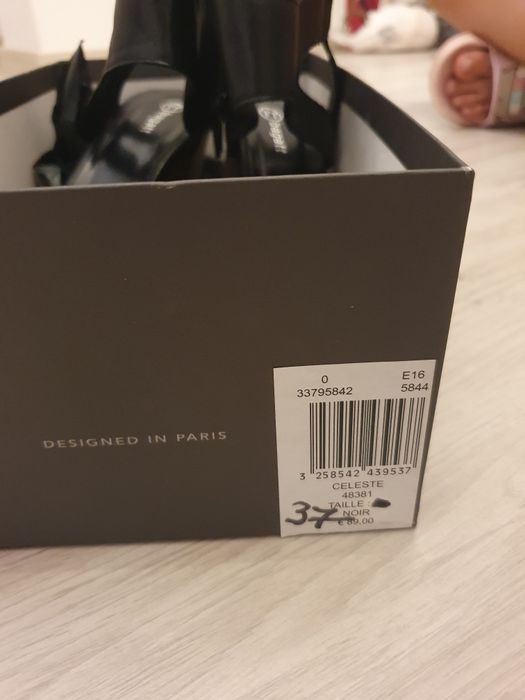 DESIGNED IN PARIS
0 E16
33795842 5844
3 258542 439537
CELESTE
48381
TAILLE :
37 NOIR
€ 89,00